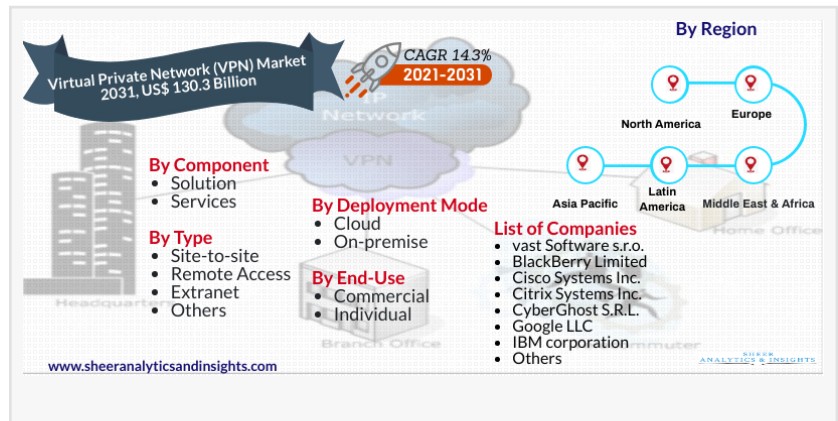 By Region
Virtual Private Network (VPN) Market
2031, US$ 130.3 Billion
CAGR 14.3%
2021-2031
IP
Network
VPN
North America
Europe
Asia Pacific
Latin
America
Middle East & Africa
By Component
• Solution
• Services
By Type
• Site-to-site
• Remote Access
• Extranet
• Others
By Deployment Mode
• Cloud
• On-premise
By End-Use
• Commercial
• Individual
List of Companies
• vast Software s.r.o.
• BlackBerry Limited
• Cisco Systems Inc.
• Citrix Systems Inc.
• CyberGhost S.R.L.
• Google LLC
• IBM corporation
• Others
Home Office
Headquarters
Branch Office
www.sheeranalyticsandinsights.com
SHEER
ANALYTICS & INSIGHTS